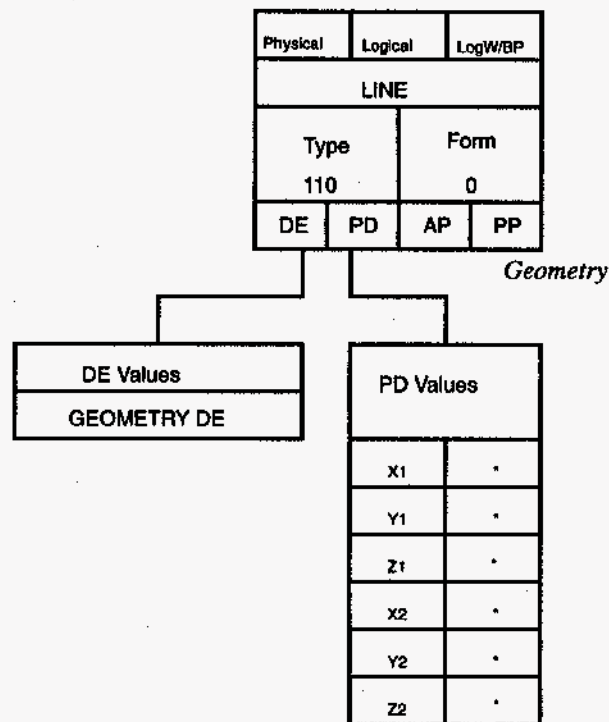 Physical Logical LogW/BP
LINE
Type Form
110 0
DE PD AP PP
Geometry
DE Values
GEOMETRY DE
PD Values
X1 *
Y1 *
Z1 *
X2 *
Y2 *
Z2 *